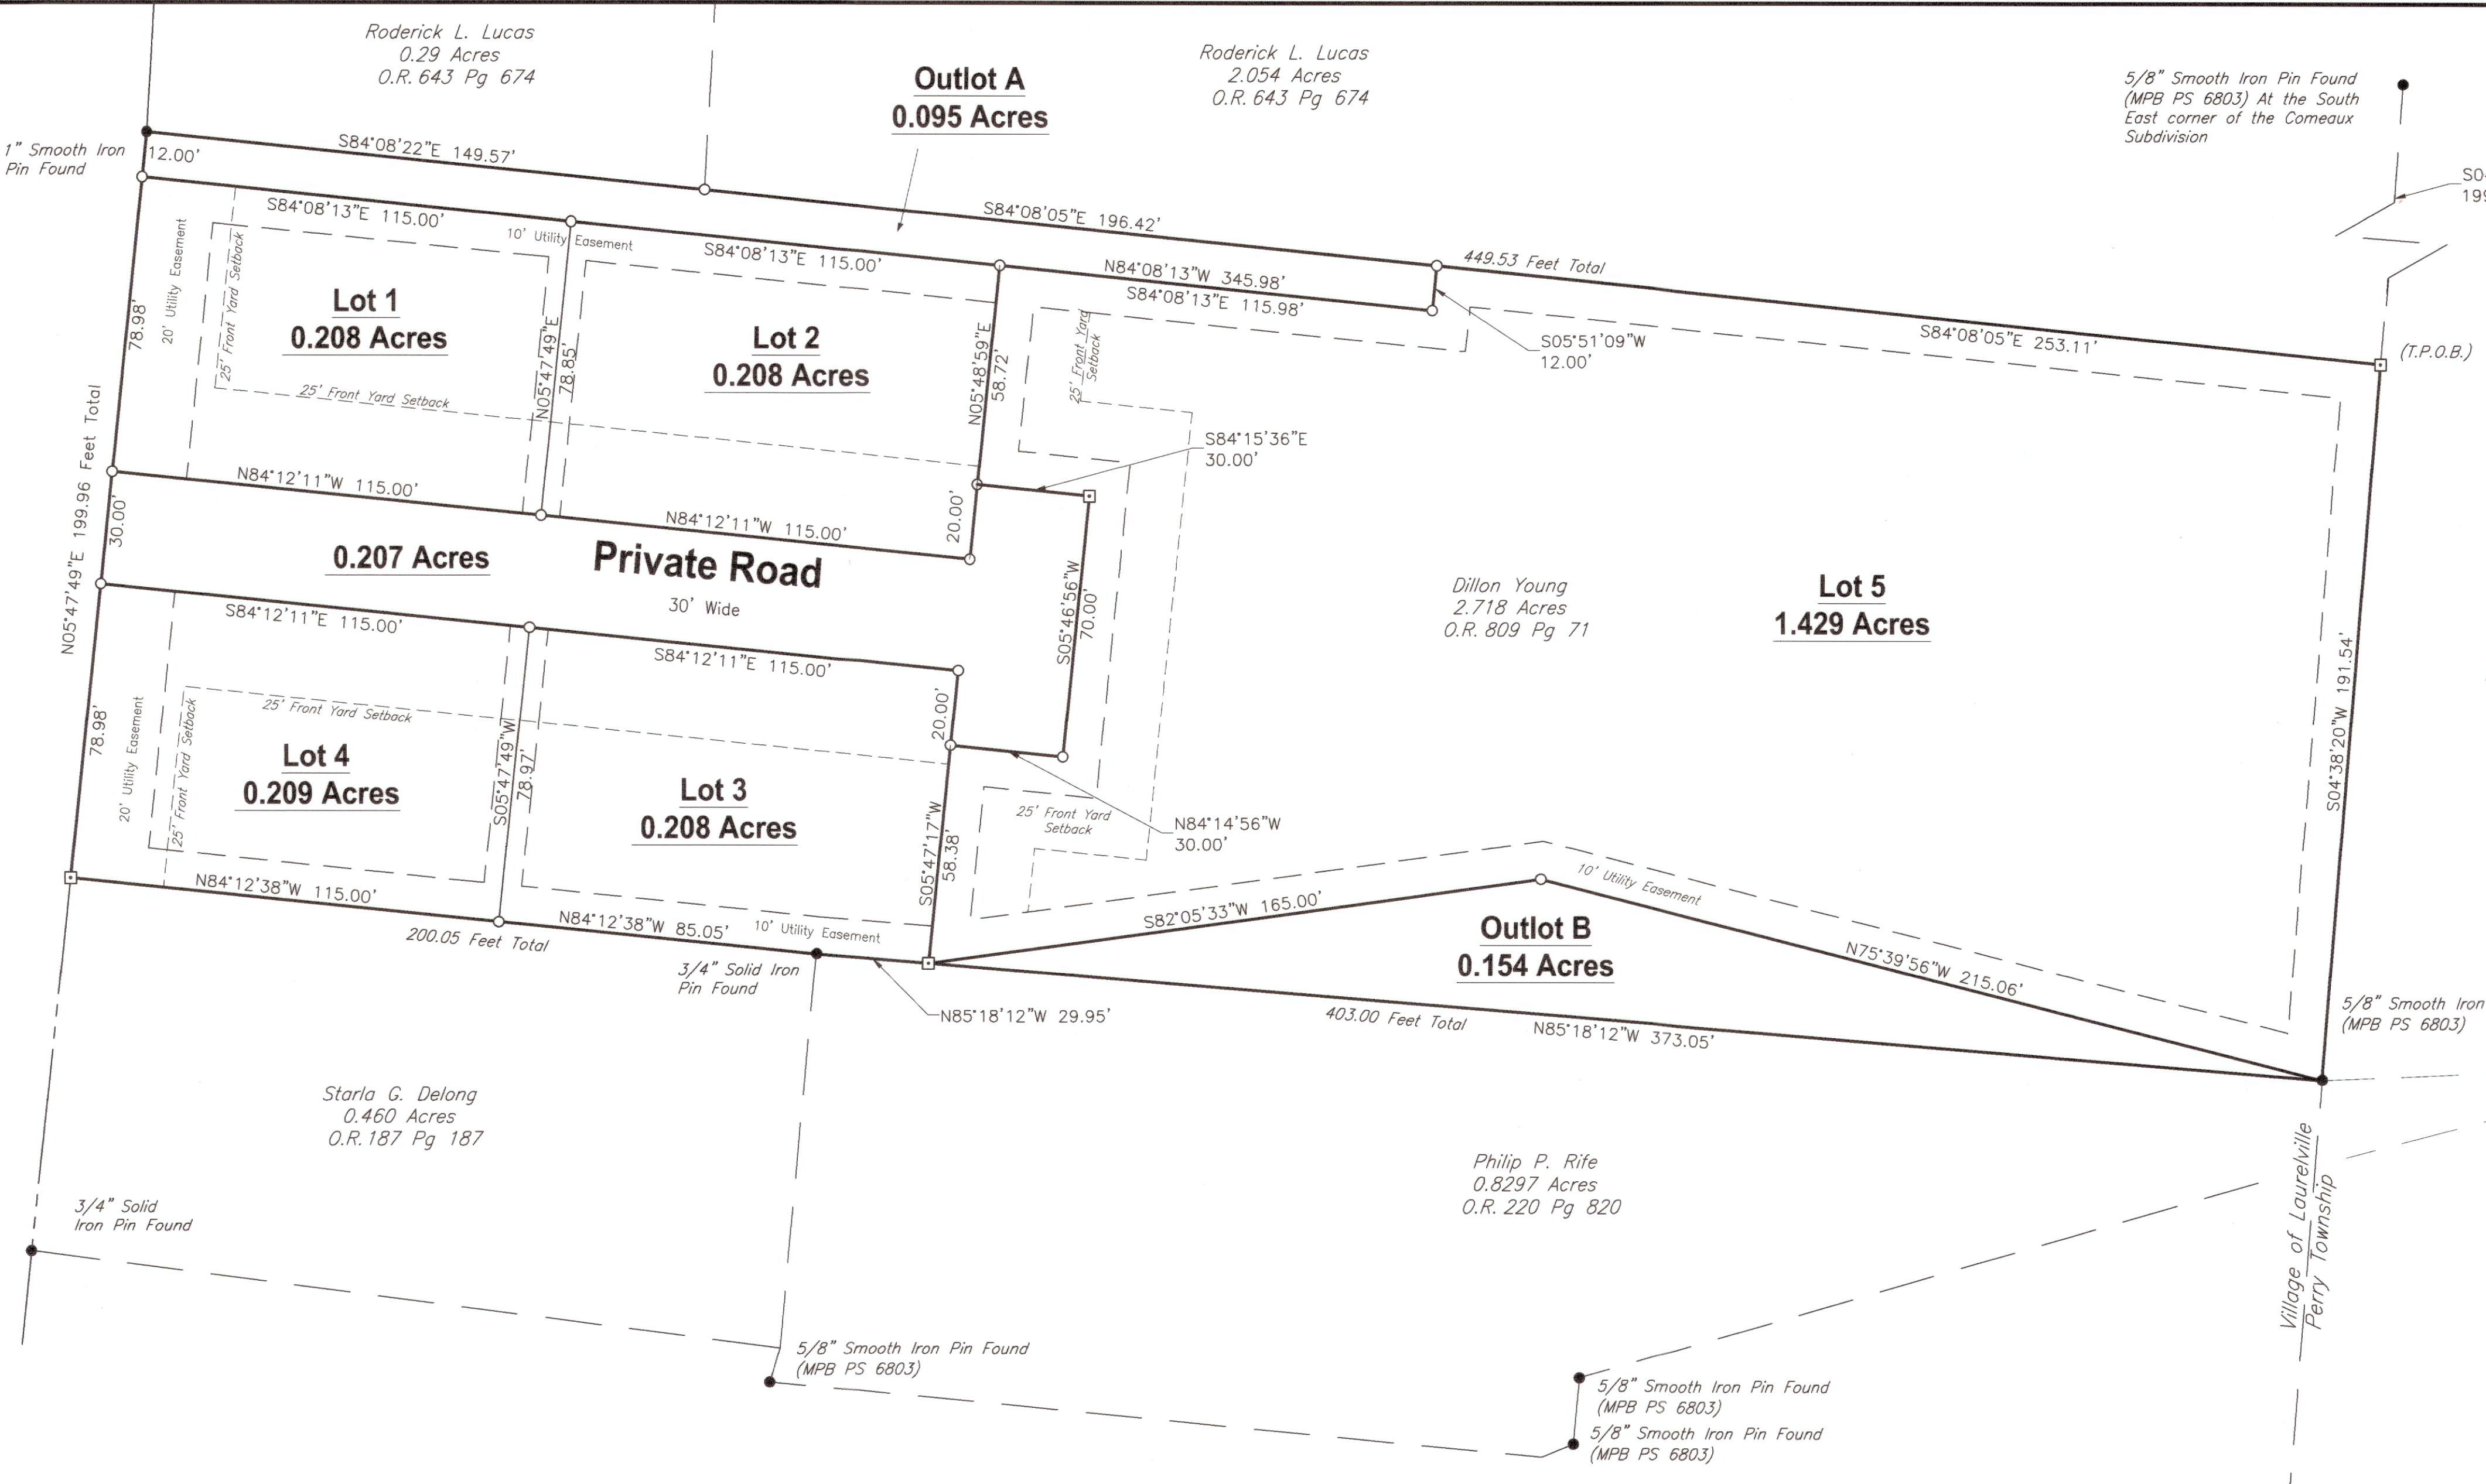 Roderick L. Lucas
0.29 Acres
O.R. 643 Pg 674
Outlot A
0.095 Acres
Roderick L. Lucas
2.054 Acres
O.R. 643 Pg 674
5/8" Smooth Iron Pin Found
(MPB PS 6803) At the South
East corner of the Comeaux
Subdivision
1" Smooth Iron
Pin Found
12.00'
S84°08'22"E 149.57'
S84°08'05"E 196.42'
449.53 Feet Total
S84°08'05"E 253.11'
(T.P.O.B.)
S84°08'13"E 115.00'
10' Utility Easement
S84°08'13"E 115.00'
N84°08'13"W 345.98'
S84°08'13"E 115.98'
S05°51'09"W
12.00'
20' Utility Easement
25' Front Yard Setback
78.98'
Lot 1
0.208 Acres
25' Front Yard Setback
N05°47'49"E
78.85'
Lot 2
0.208 Acres
N05°48'59"E
58.72'
25' Front Yard
Setback
S84°15'36"E
30.00'
N05°47'49"E 199.96 Feet Total
30.00'
N84°12'11"W 115.00'
N84°12'11"W 115.00'
20.00'
0.207 Acres
Private Road
30' Wide
S05°46'56"W
70.00'
Dillon Young
2.718 Acres
O.R. 809 Pg 71
Lot 5
1.429 Acres
S04°38'20"W 191.54'
S84°12'11"E 115.00'
S84°12'11"E 115.00'
20.00'
78.98'
20' Utility Easement
25' Front Yard Setback
25' Front Yard Setback
Lot 4
0.209 Acres
S05°47'49"W
78.97'
Lot 3
0.208 Acres
S05°47'17"W
58.38'
25' Front Yard
Setback
N84°14'56"W
30.00'
N84°12'38"W 115.00'
200.05 Feet Total
N84°12'38"W 85.05'
10' Utility Easement
3/4" Solid Iron
Pin Found
N85°18'12"W 29.95'
S82°05'33"W 165.00'
10' Utility Easement
Outlot B
0.154 Acres
N75°39'56"W 215.06'
403.00 Feet Total
N85°18'12"W 373.05'
5/8" Smooth Iron
(MPB PS 6803)
Starla G. Delong
0.460 Acres
O.R. 187 Pg 187
Philip P. Rife
0.8297 Acres
O.R. 220 Pg 820
Village of Laurelville
Perry Township
3/4" Solid
Iron Pin Found
5/8" Smooth Iron Pin Found
(MPB PS 6803)
5/8" Smooth Iron Pin Found
(MPB PS 6803)
5/8" Smooth Iron Pin Found
(MPB PS 6803)